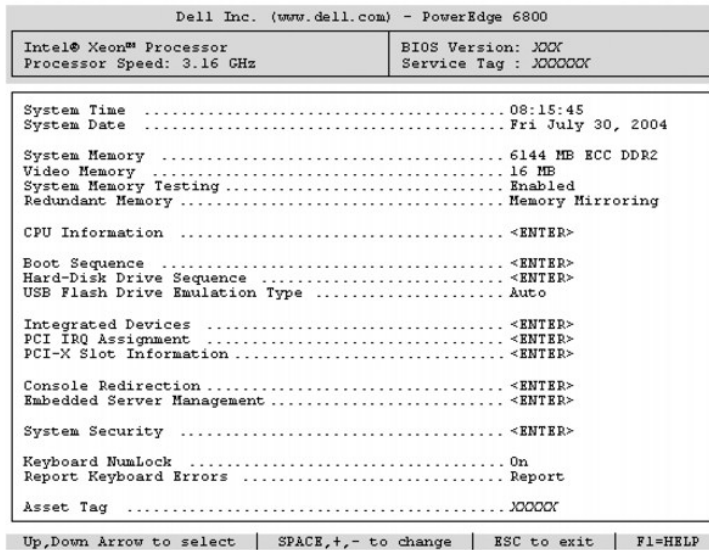 Dell Inc. (www.dell.com) - PowerEdge 6800
Intel® Xeon™ Processor
Processor Speed: 3.16 GHz
BIOS Version: XXX
Service Tag : XXXXXX
System Time ........................................ 08:15:45
System Date ........................................ Fri July 30, 2004
System Memory ...................................... 6144 MB ECC DDR2
Video Memory ....................................... 16 MB
System Memory Testing............................... Enabled
Redundant Memory.................................... Memory Mirroring
CPU Information .................................... <ENTER>
Boot Sequence ...................................... <ENTER>
Hard-Disk Drive Sequence ........................... <ENTER>
USB Flash Drive Emulation Type ..................... Auto
Integrated Devices ................................. <ENTER>
PCI IRQ Assignment ................................. <ENTER>
PCI-X Slot Information.............................. <ENTER>
Console Redirection................................. <ENTER>
Embedded Server Management.......................... <ENTER>
System Security .................................... <ENTER>
Keyboard NumLock ................................... On
Report Keyboard Errors ............................. Report
Asset Tag .......................................... XXXXX
Up,Down Arrow to select | SPACE,+,- to change | ESC to exit | F1=HELP